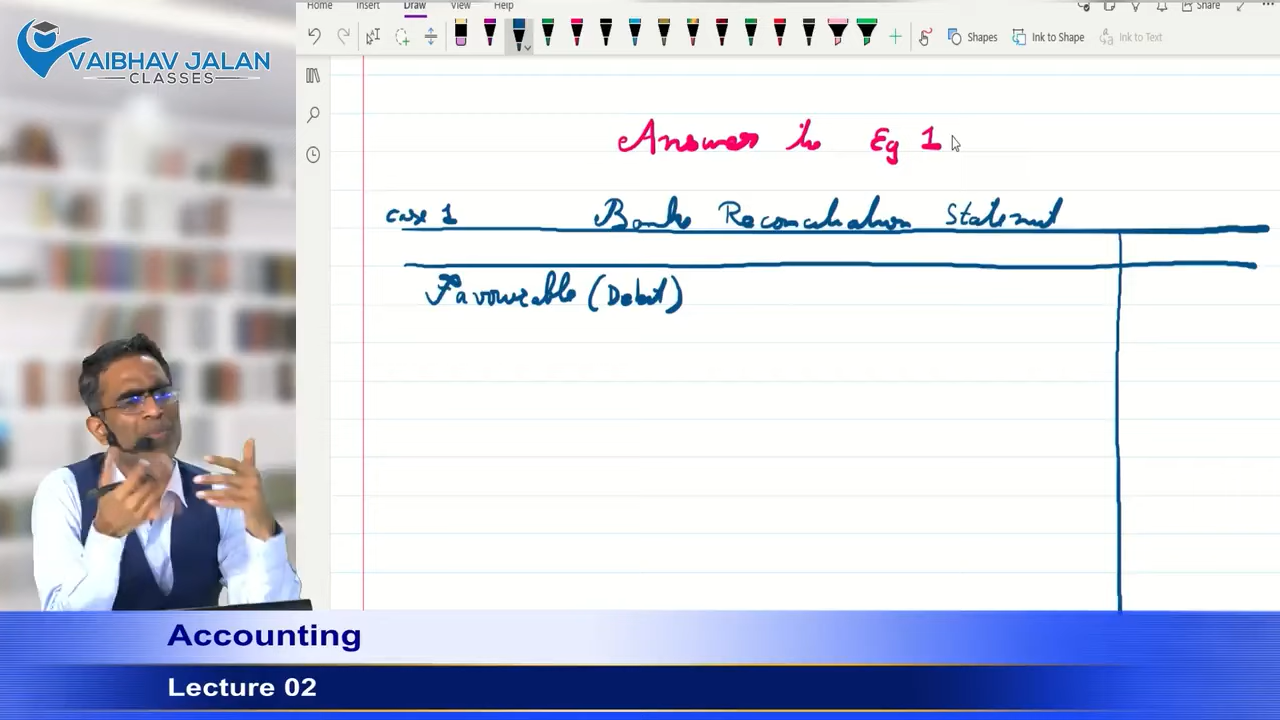 Home Insert Draw View Help Share
VAIBHAV JALAN
CLASSES
Shapes Ink to Shape Ink to Text
Answer to Eg 1
case 1 Bank Reconciliation Statement
Favourable (Debit)
Accounting
Lecture 02